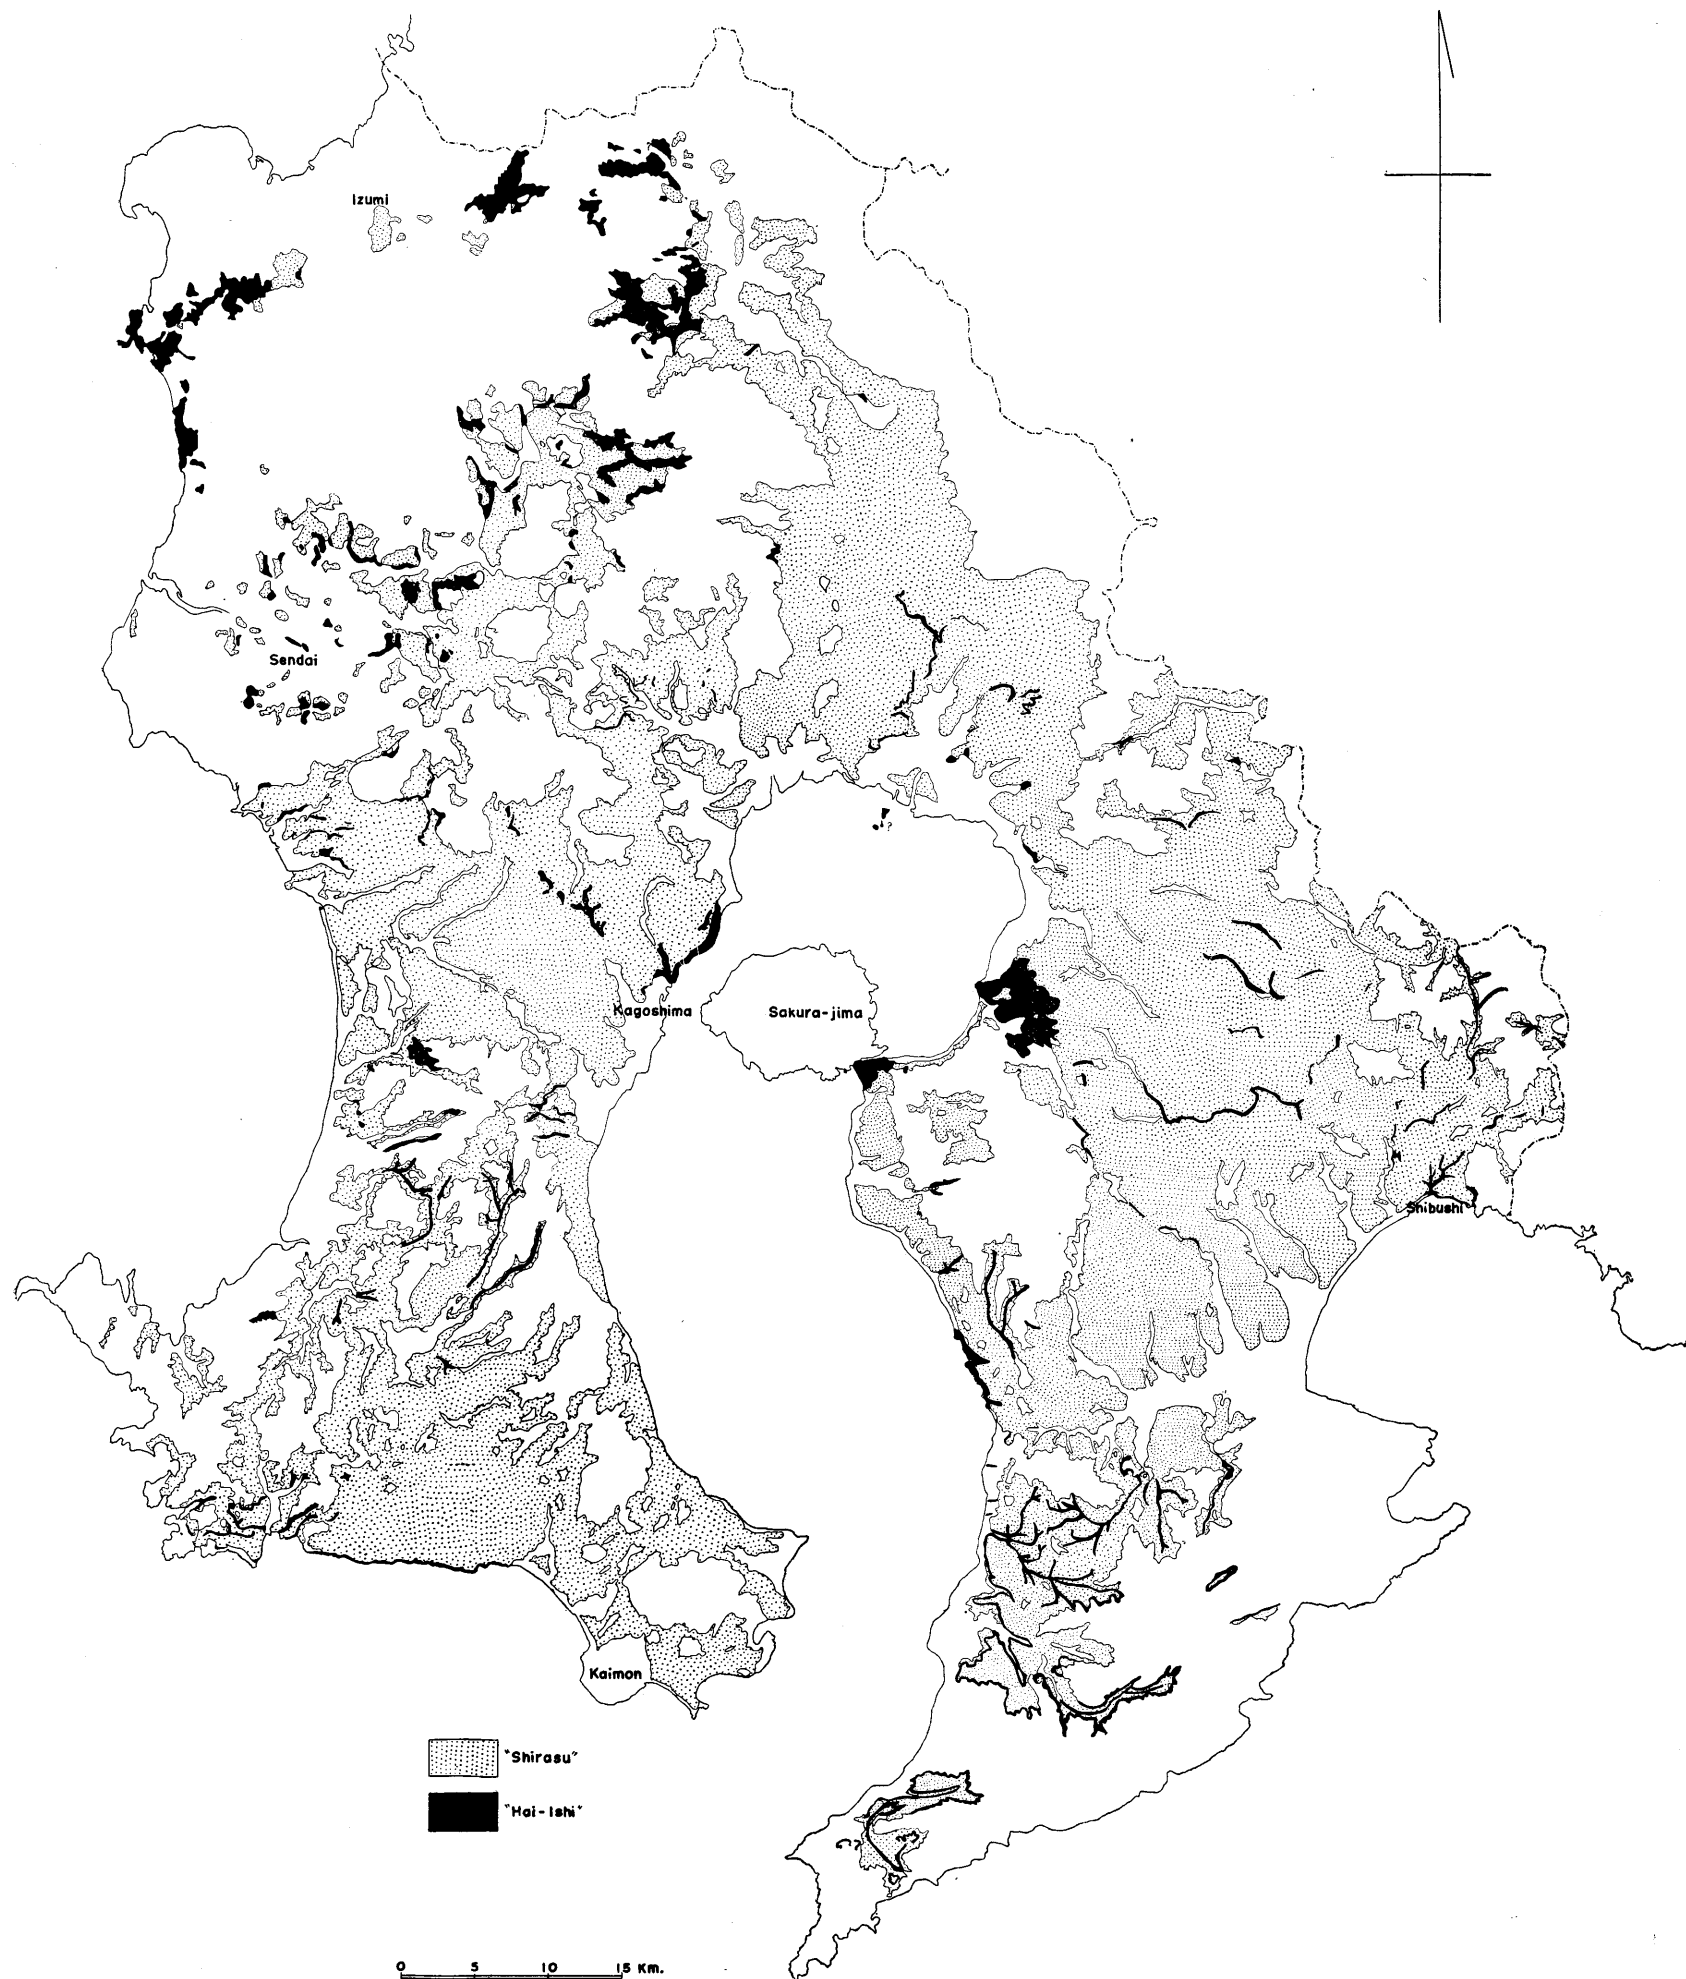 Izumi
Sendai
Kagoshima
Sakura-jima
?
Shibushi
Kaimon
"Shirasu"
"Hai-Ishi"
0 5 10 15 Km.